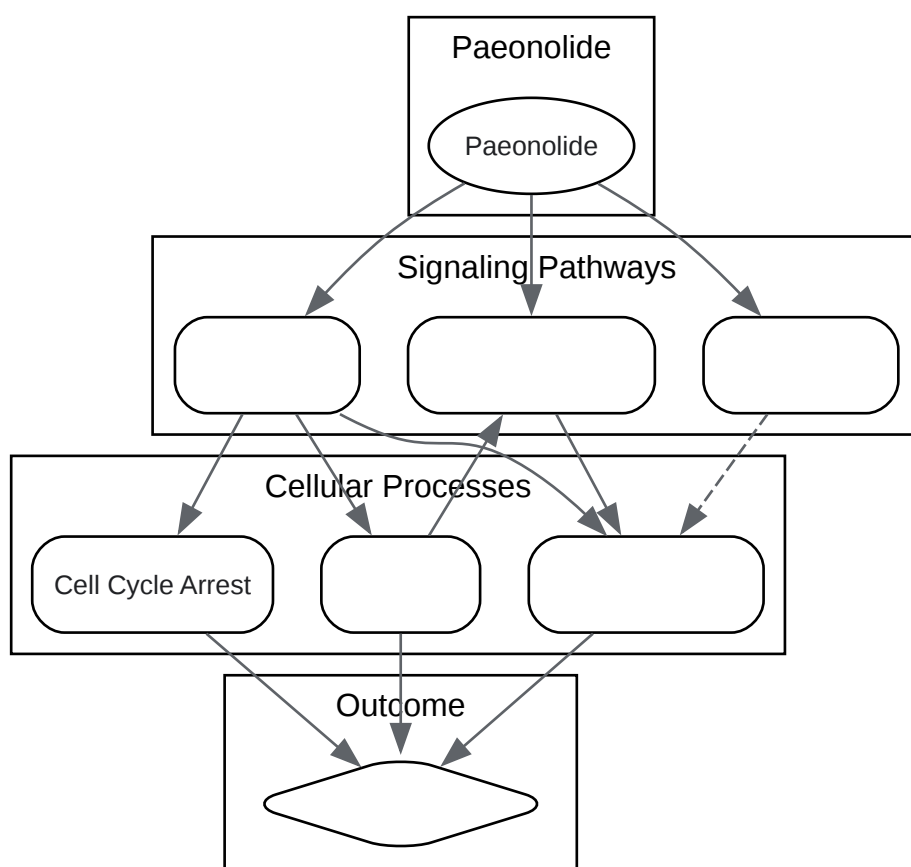 Paeonolide
Paeonolide
Signaling Pathways
Cellular Processes
Cell Cycle Arrest
Outcome